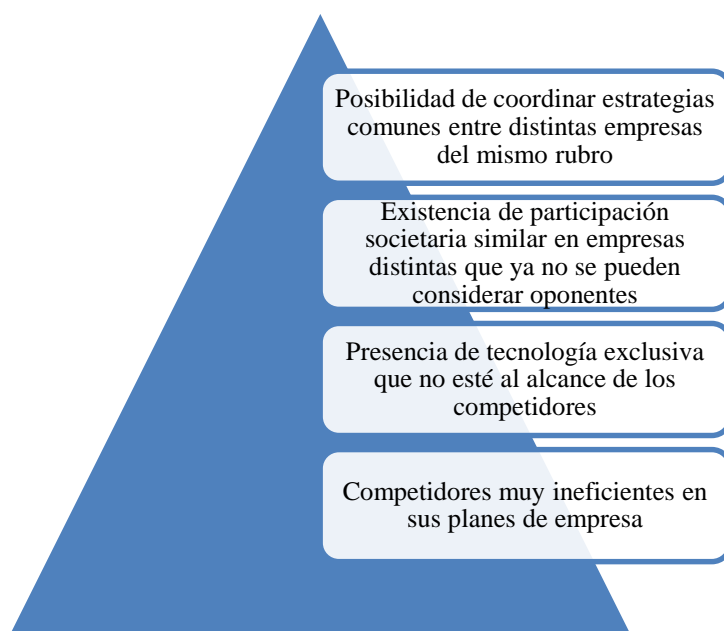 Posibilidad de coordinar estrategias
comunes entre distintas empresas
del mismo rubro
Existencia de participación
societaria similar en empresas
distintas que ya no se pueden
considerar oponentes
Presencia de tecnología exclusiva
que no esté al alcance de los
competidores
Competidores muy ineficientes en
sus planes de empresa